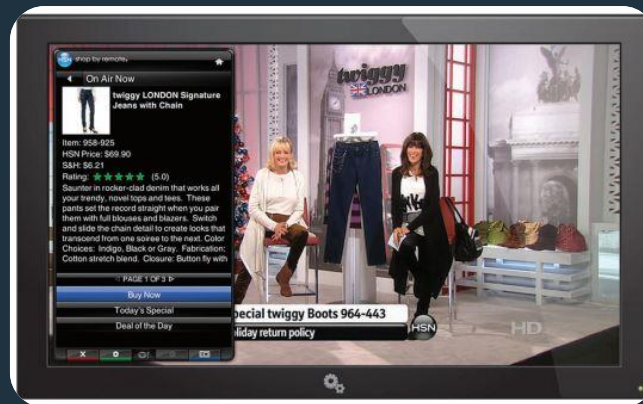 HSN
shop by remote
On Air Now
twiggy LONDON Signature
Jeans with Chain
Item: 958-925
HSN Price: $69.90
S&H: $6.21
Rating: (5.0)
Saunter in rocker-clad denim that works all
your trendy, novel tops and tees. These
pants set the record straight when you pair
them with full blouses and blazers. Switch
and slide the chain detail to create looks that
transcend from one soiree to the next. Color
Choices: Indigo, Black or Gray. Fabrication:
Cotton stretch blend. Closure: Button fly with
PAGE 1 OF 3
Buy Now
Today's Special
Deal of the Day
twiggy
LONDON
pecial twiggy Boots 964-443
oliday return policy
HSN
HD